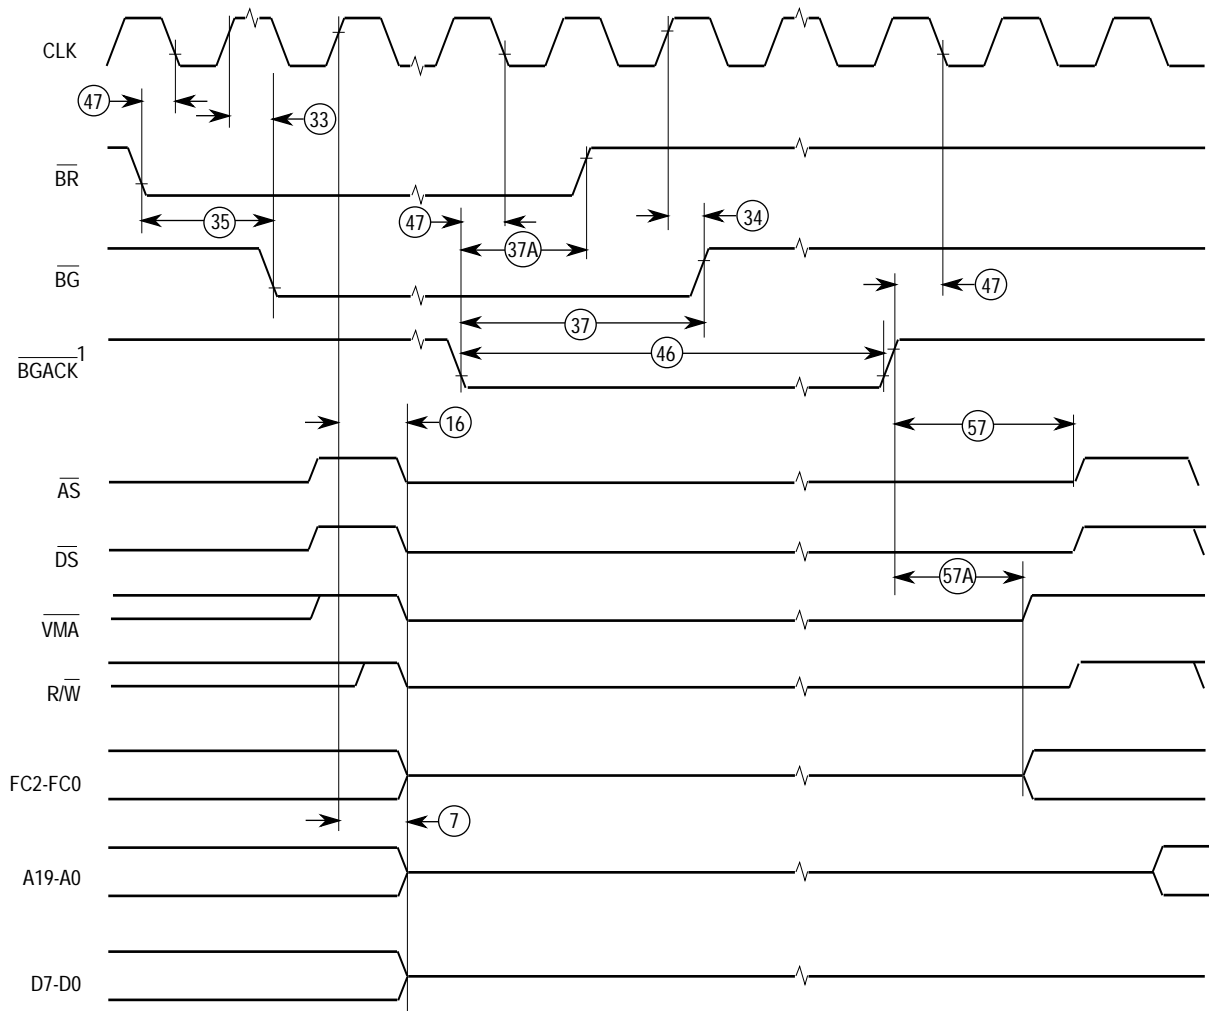 CLK
47
33
BR
35
47
37A
34
BG
47
37
BGACK1
46
16
57
AS
DS
57A
VMA
R/W
FC2-FC0
7
A19-A0
D7-D0